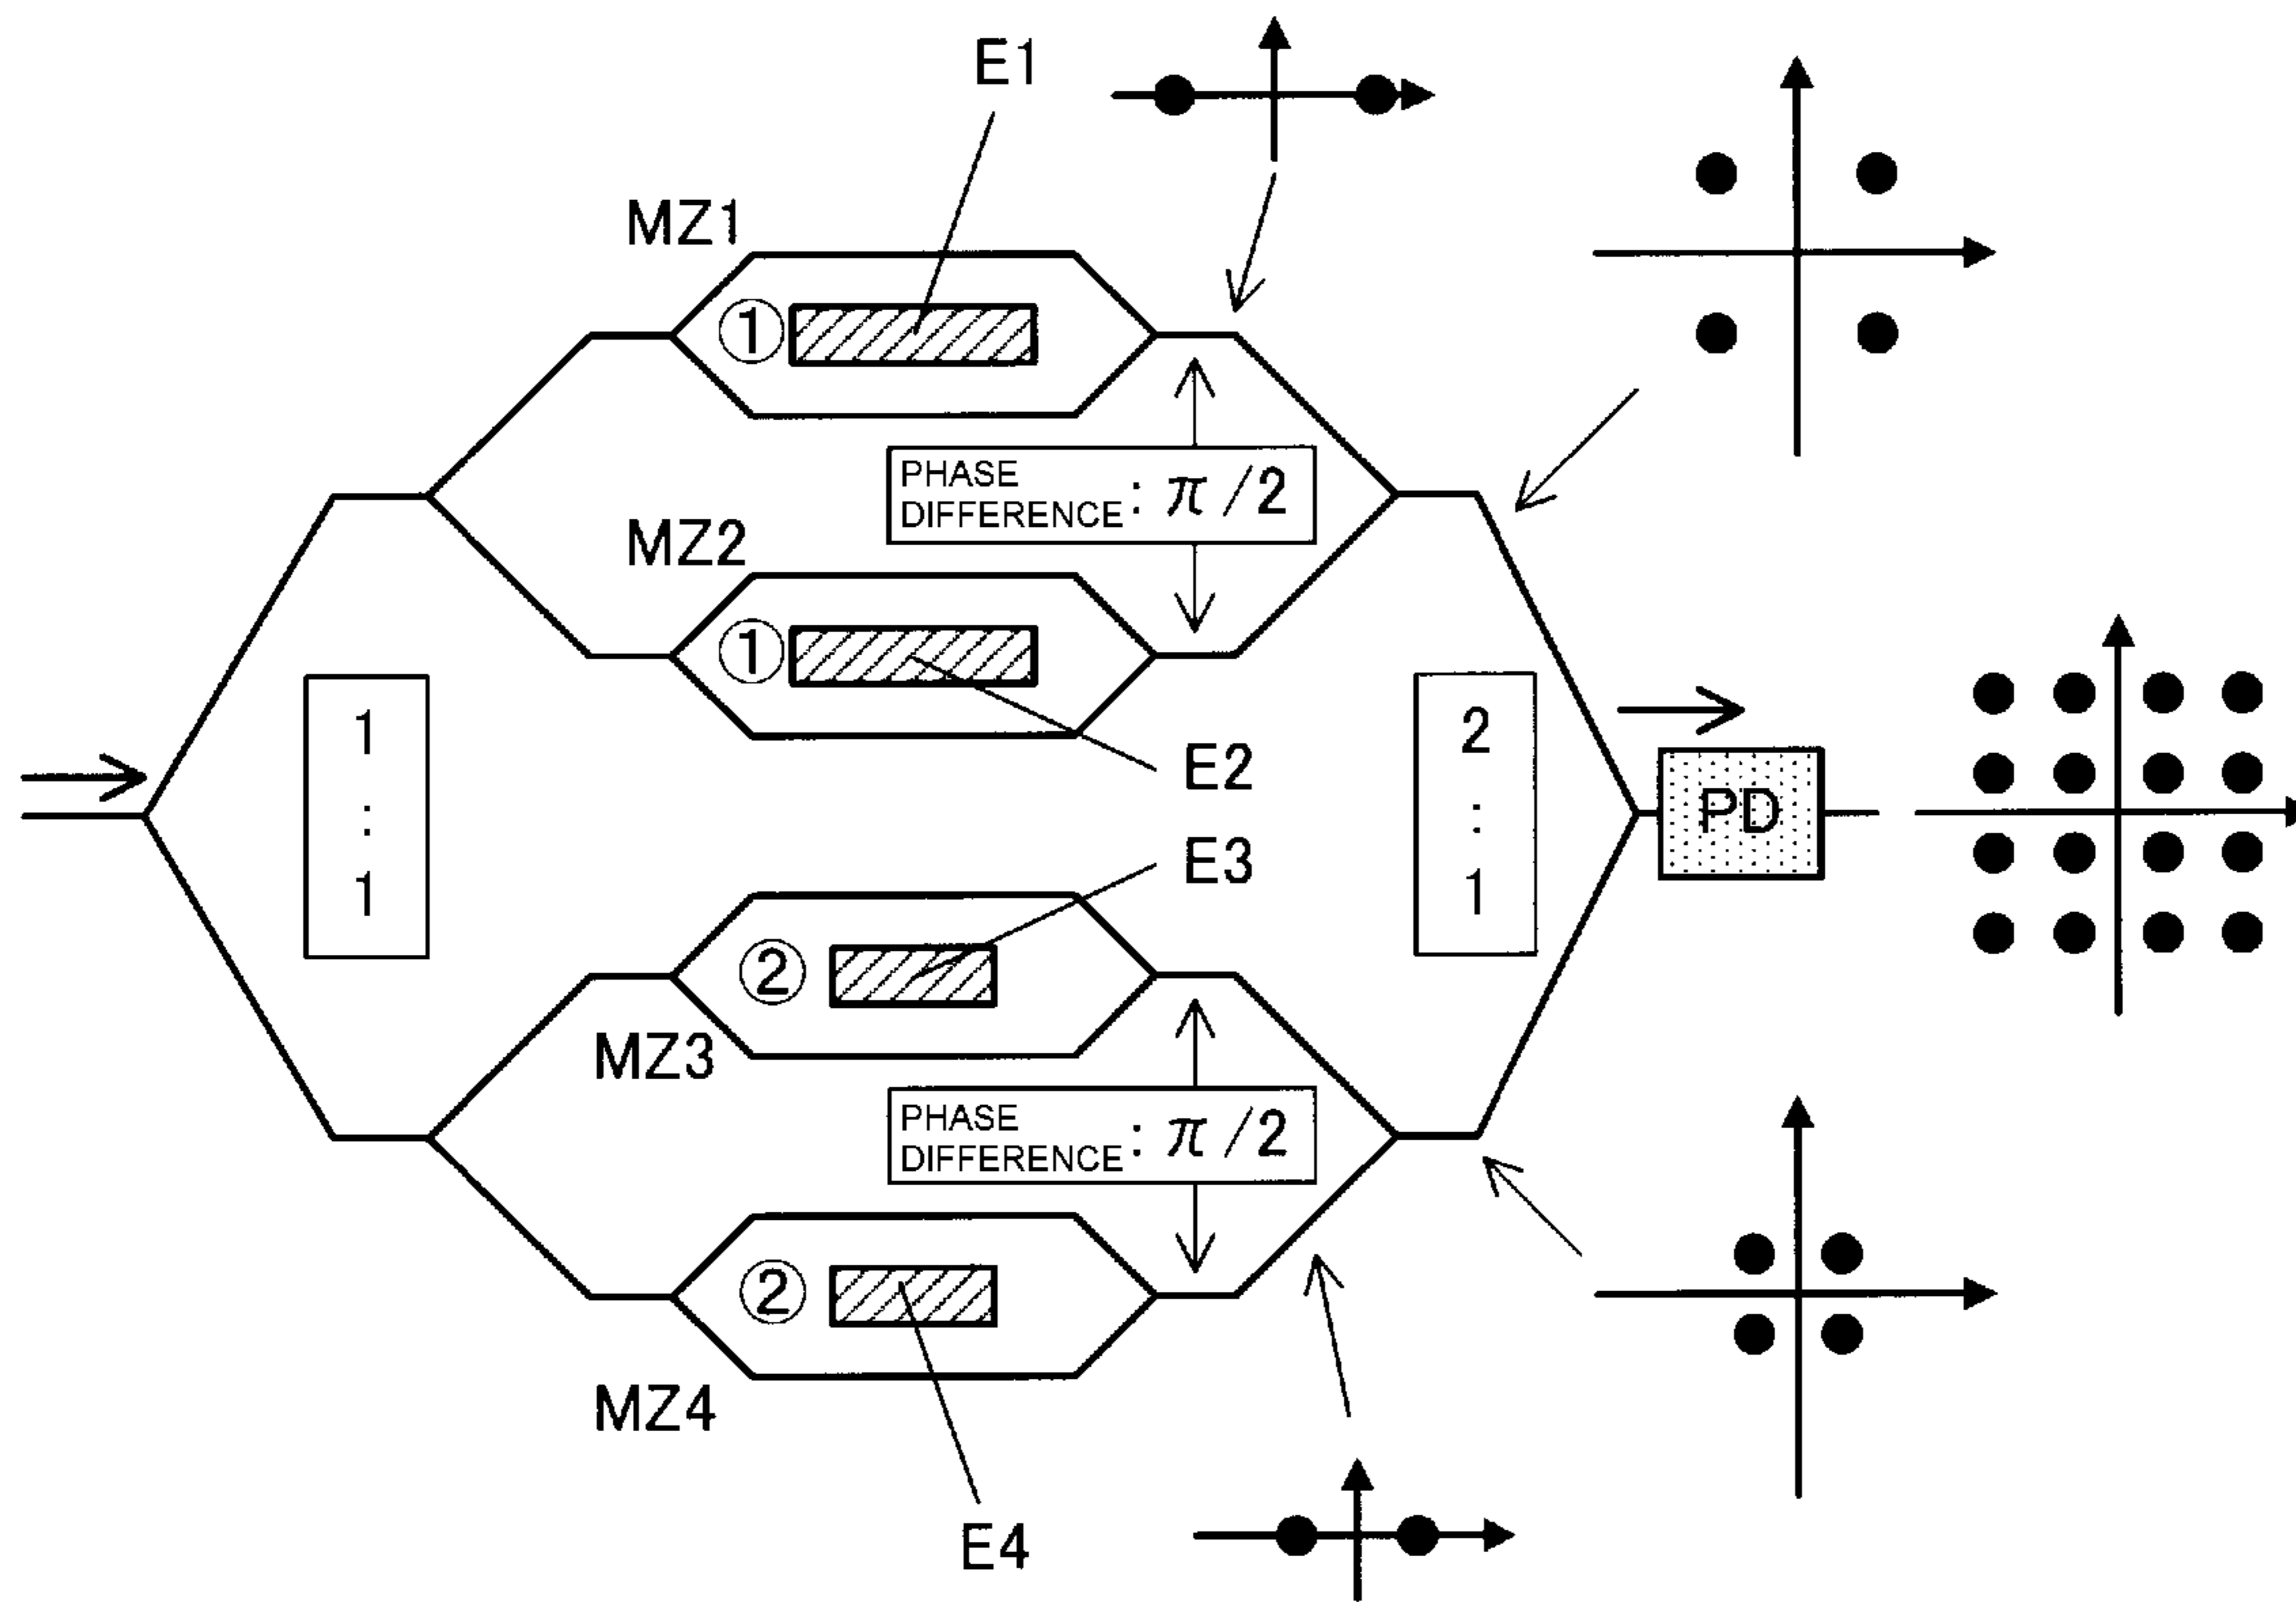 E1
MZ1
①
PHASE
DIFFERENCE : π/2
MZ2
①
E2
1
:
1
2
:
1
PD
E3
②
MZ3
PHASE
DIFFERENCE : π/2
②
MZ4
E4